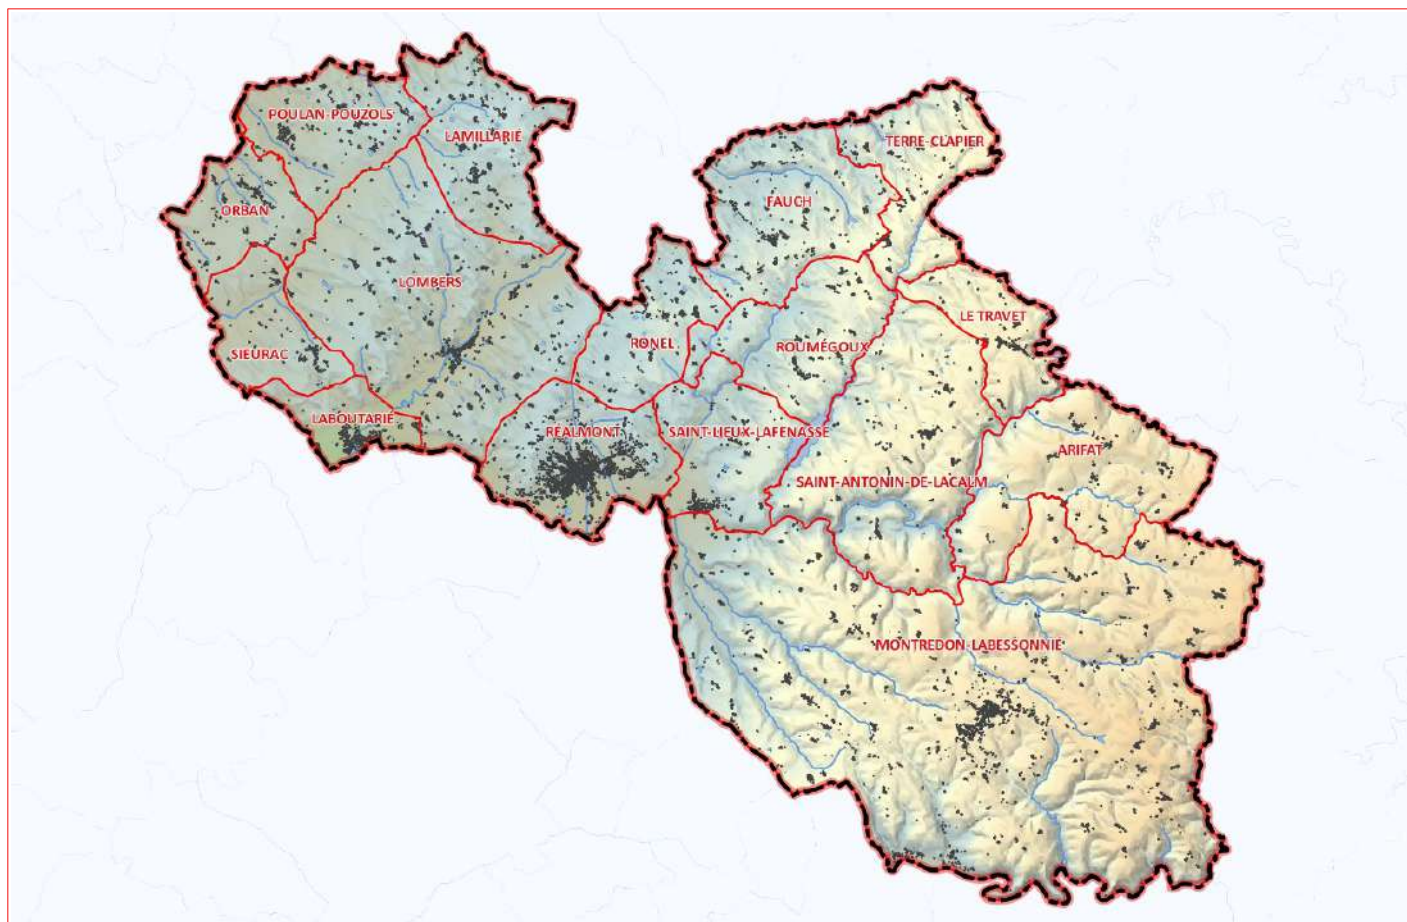 POULAN-POUZOLS
LAMILLARIÉ
TERRE-CLAPIER
ORBAN
FAUCH
LOMBERS
LE TRAVET
SIEURAC
RONEL
ROUMÉGOUX
LABOUTARIÉ
RÉALMONT
SAINT-LIEUX-LAFENASSE
ARIFAT
SAINT-ANTONIN-DE-LACALM
MONTREDON-LABESSONNIÉ